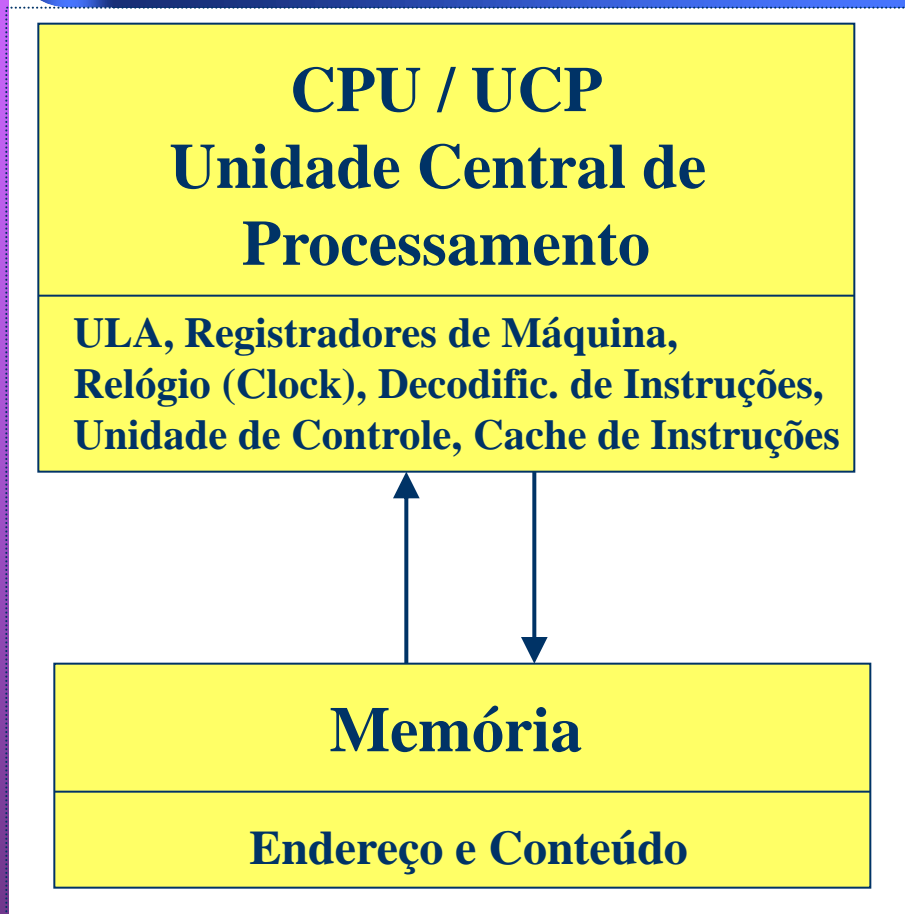 CPU / UCP
Unidade Central de
Processamento
ULA, Registradores de Máquina,
Relógio (Clock), Decodific. de Instruções,
Unidade de Controle, Cache de Instruções
Memória
Endereço e Conteúdo